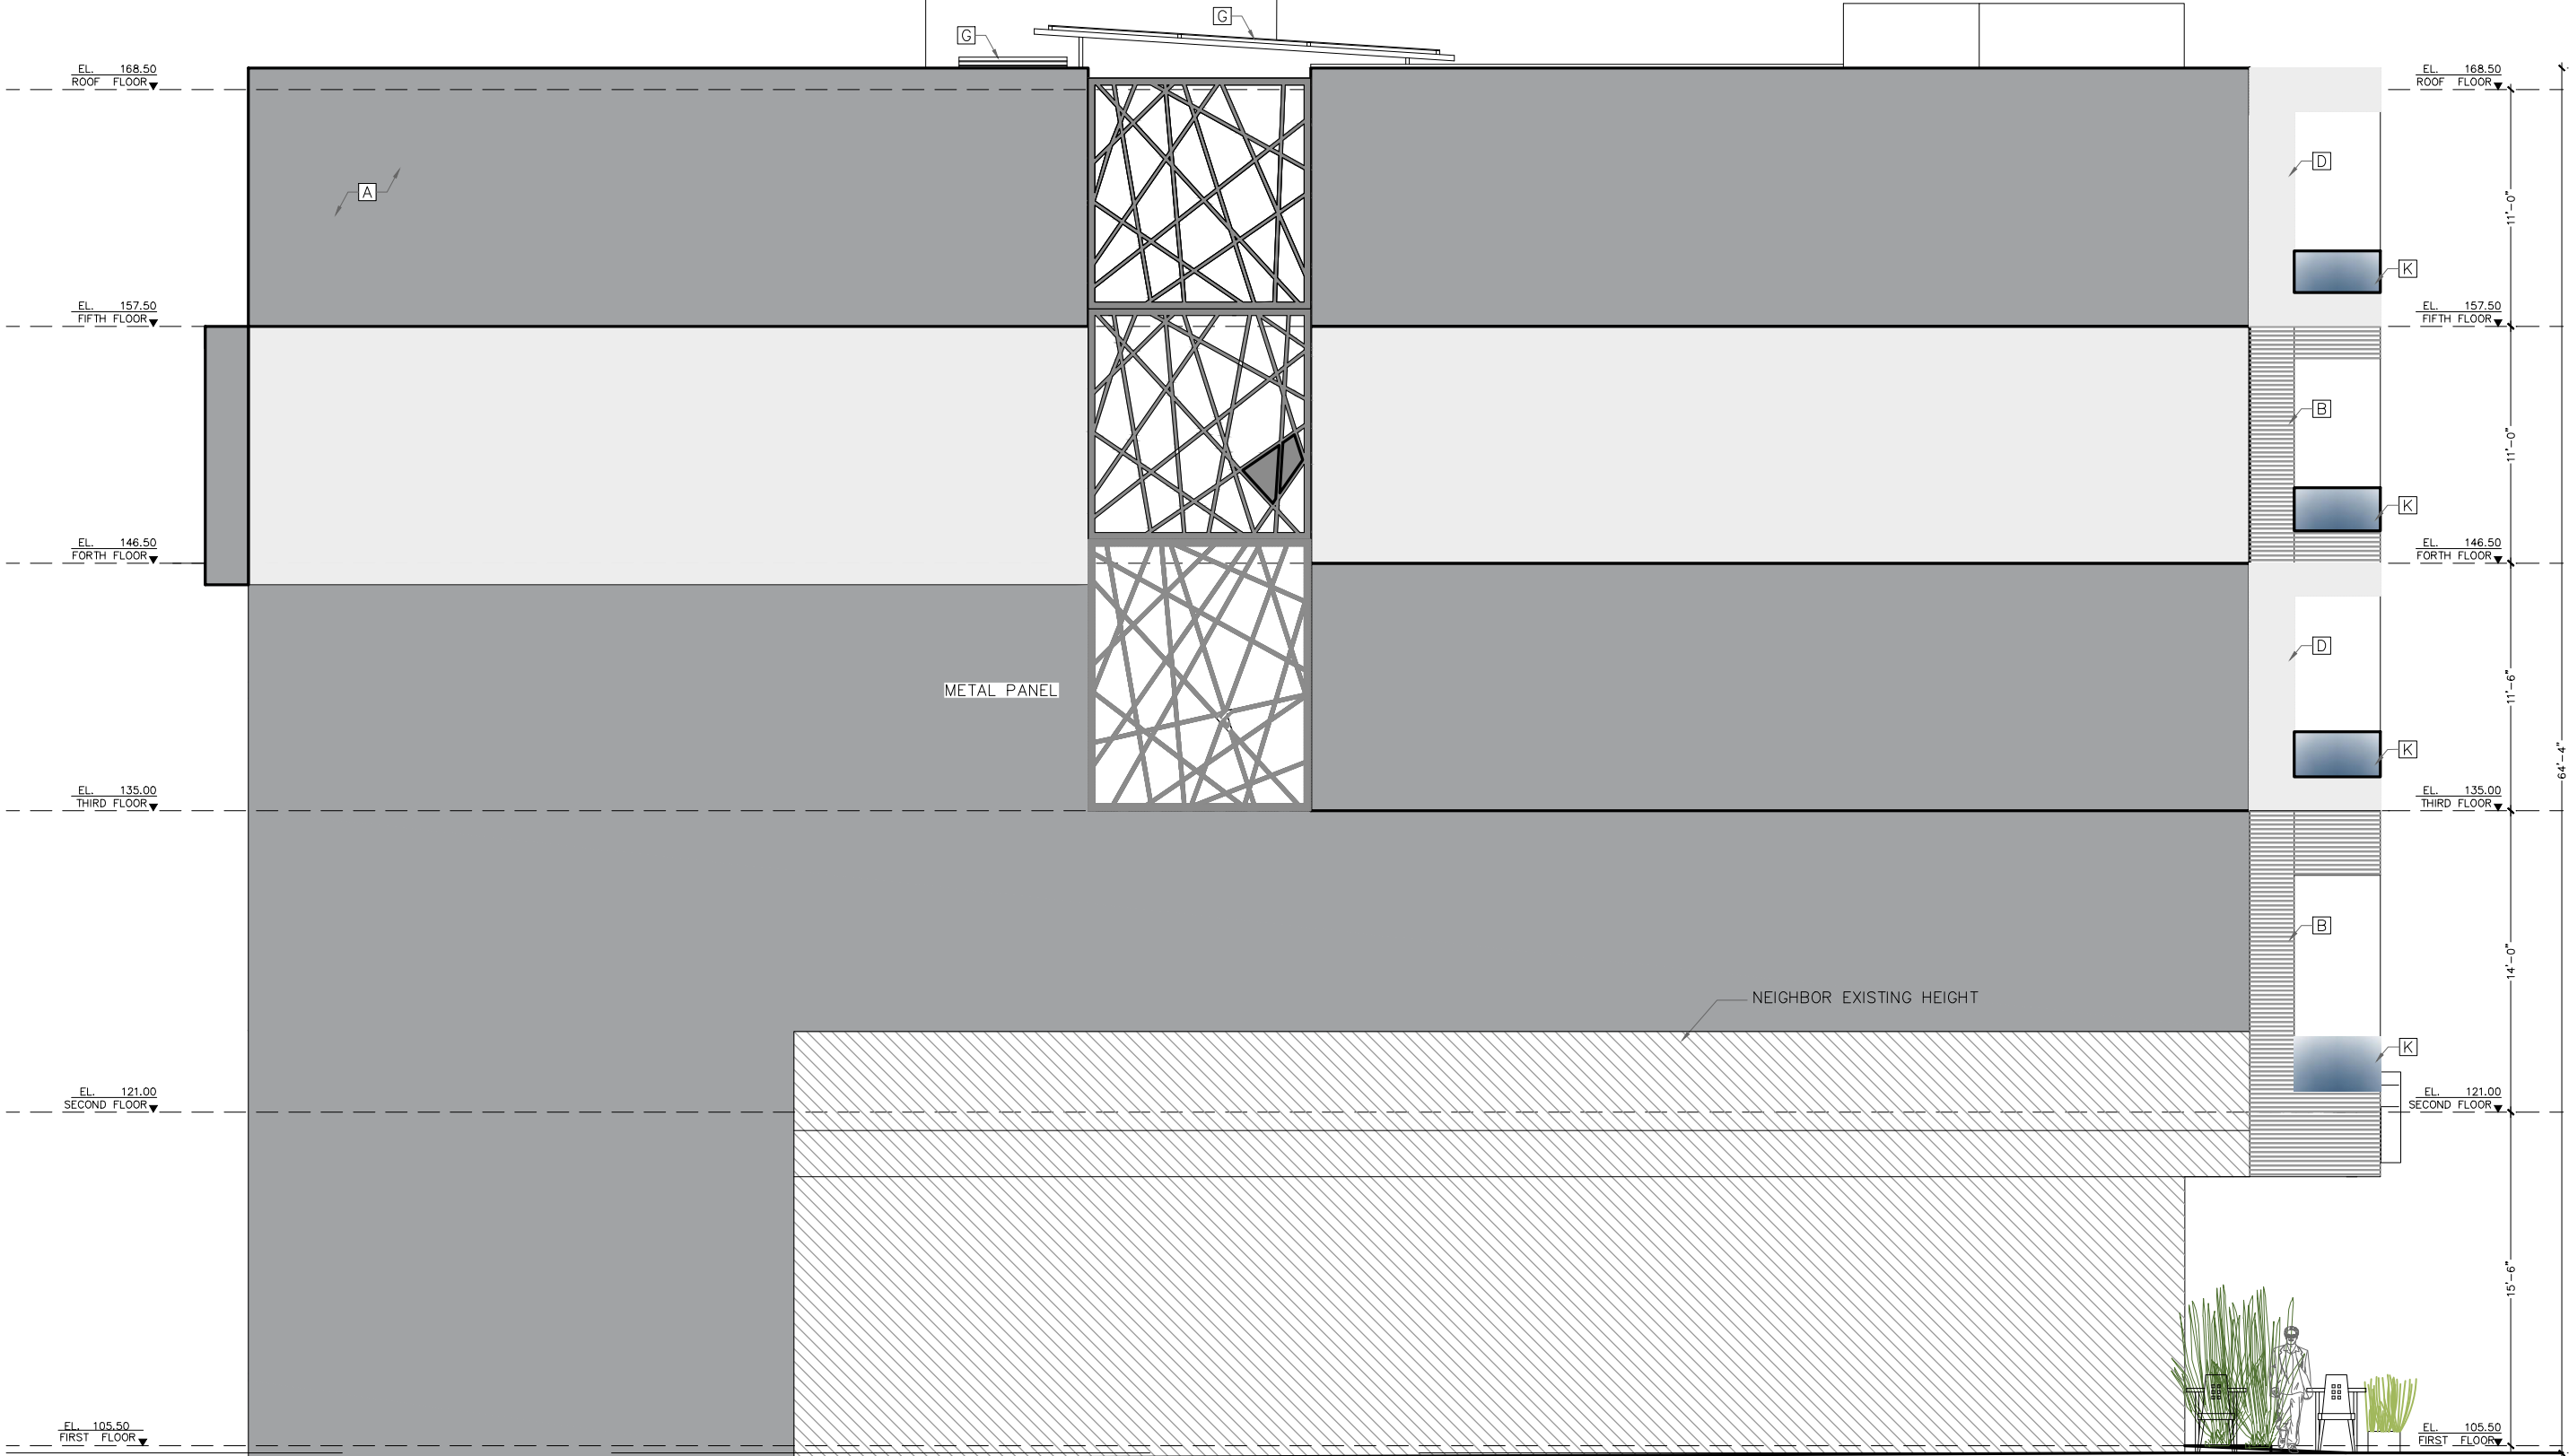 G
G
EL. 168.50
ROOF FLOOR
EL. 168.50
ROOF FLOOR
A
D
11'-0"
K
EL. 157.50
FIFTH FLOOR
EL. 157.50
FIFTH FLOOR
B
11'-0"
K
EL. 146.50
FORTH FLOOR
EL. 146.50
FORTH FLOOR
D
METAL PANEL
11'-6"
K
64'-4"
EL. 135.00
THIRD FLOOR
EL. 135.00
THIRD FLOOR
B
14'-0"
NEIGHBOR EXISTING HEIGHT
K
EL. 121.00
SECOND FLOOR
EL. 121.00
SECOND FLOOR
15'-6"
EL. 105.50
FIRST FLOOR
EL. 105.50
FIRST FLOOR